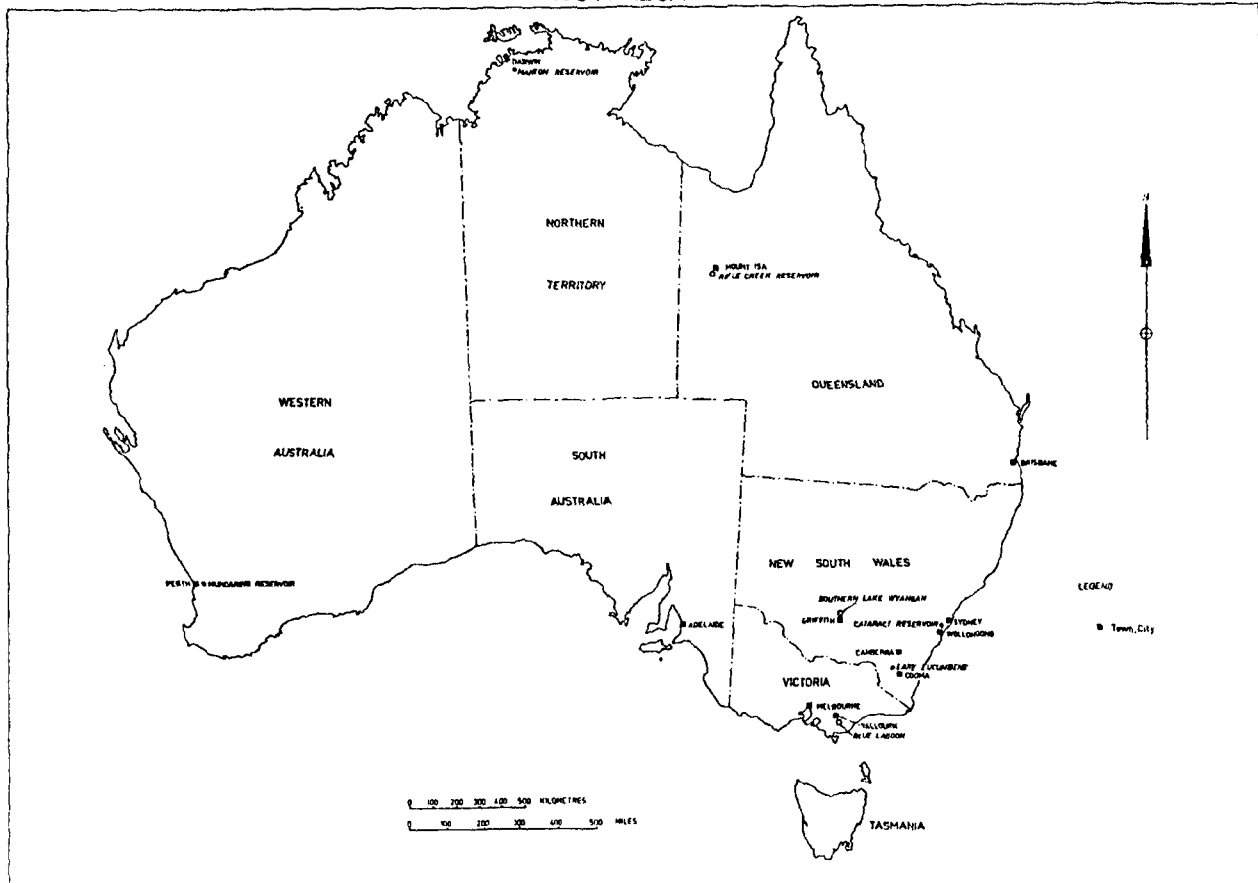 DARWIN
MANTON RESERVOIR
NORTHERN
TERRITORY
N
MOUNT ISA
RIFLE CREEK RESERVOIR
QUEENSLAND
WESTERN
AUSTRALIA
SOUTH
AUSTRALIA
BRISBANE
NEW SOUTH WALES
PERTH MUNDARING RESERVOIR
LEGEND
Town, City
SOUTHERN LAKE WYANGAN
GRIFFITH
CATARACT RESERVOIR
SYDNEY
WOLLONGONG
ADELAIDE
CANBERRA
LAKE EUCUMBENE
COOMA
VICTORIA
MELBOURNE
YALLOURN
BLUE LAGOON
0 100 200 300 400 500 KILOMETRES
0 100 200 300 400 500 MILES
TASMANIA